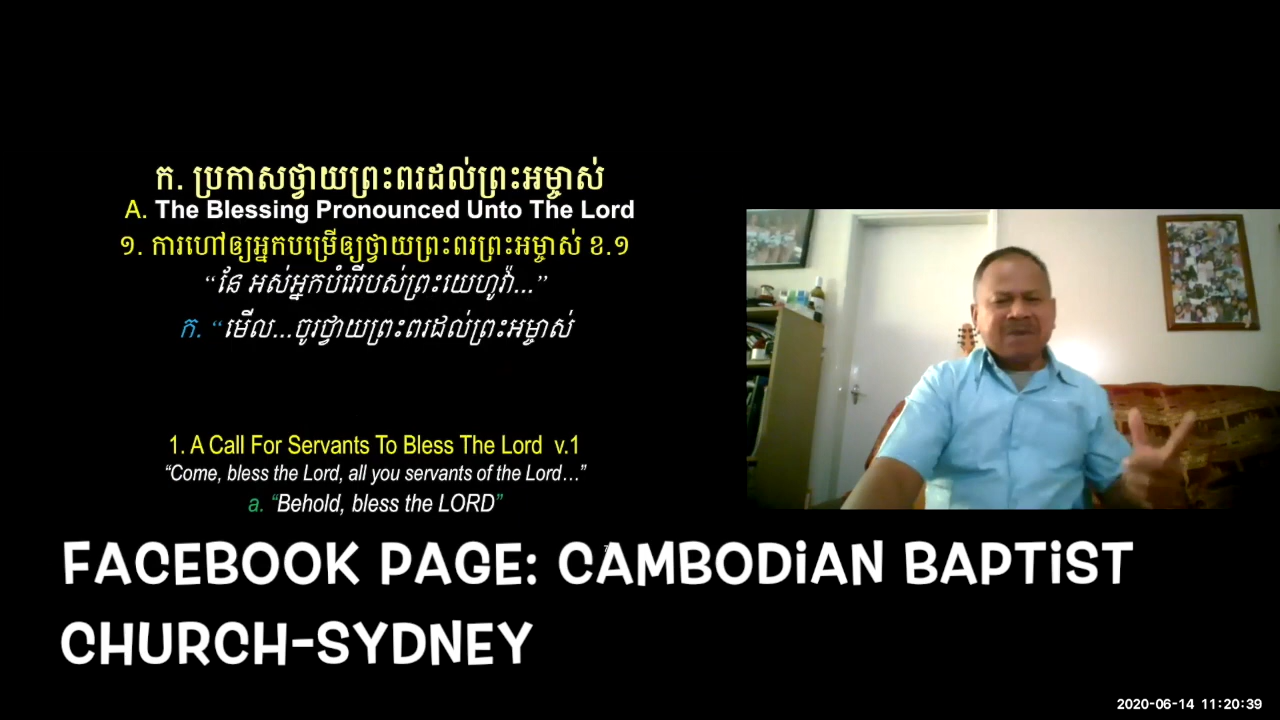 ក. ប្រកាសថ្វាយព្រះពរដល់ព្រះអម្ចាស់
A. The Blessing Pronounced Unto The Lord
១. ការហៅឲ្យអ្នកបម្រើឲ្យថ្វាយព្រះពរព្រះអម្ចាស់ ខ.១
“នែ អស់អ្នកបំរើរបស់ព្រះយេហូវ៉ា...”
ក. “មើល...ចូរថ្វាយព្រះពរដល់ព្រះអម្ចាស់
1. A Call For Servants To Bless The Lord v.1
“Come, bless the Lord, all you servants of the Lord…”
a. “Behold, bless the LORD”
FACEBOOK PAGE: CAMBODiAN BAPTiST
CHURCH-SYDNEY
2020-06-14 11:20:39